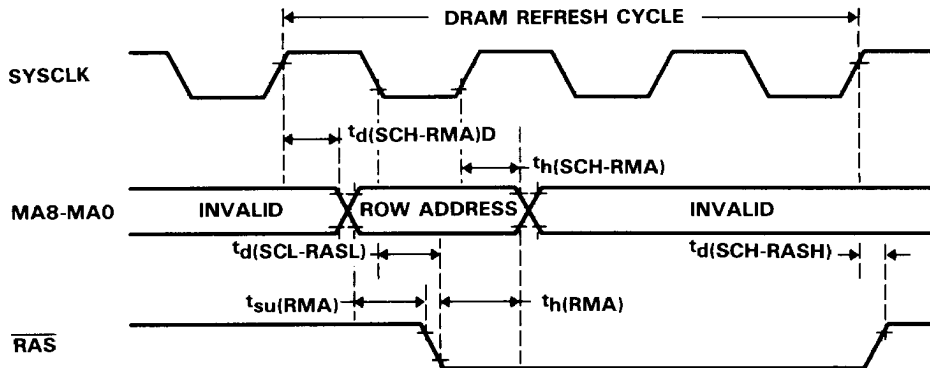 DRAM REFRESH CYCLE
SYSCLK
td(SCH-RMA)D
th(SCH-RMA)
MA8-MA0 INVALID ROW ADDRESS INVALID
td(SCL-RASL) td(SCH-RASH)
tsu(RMA) th(RMA)
RAS